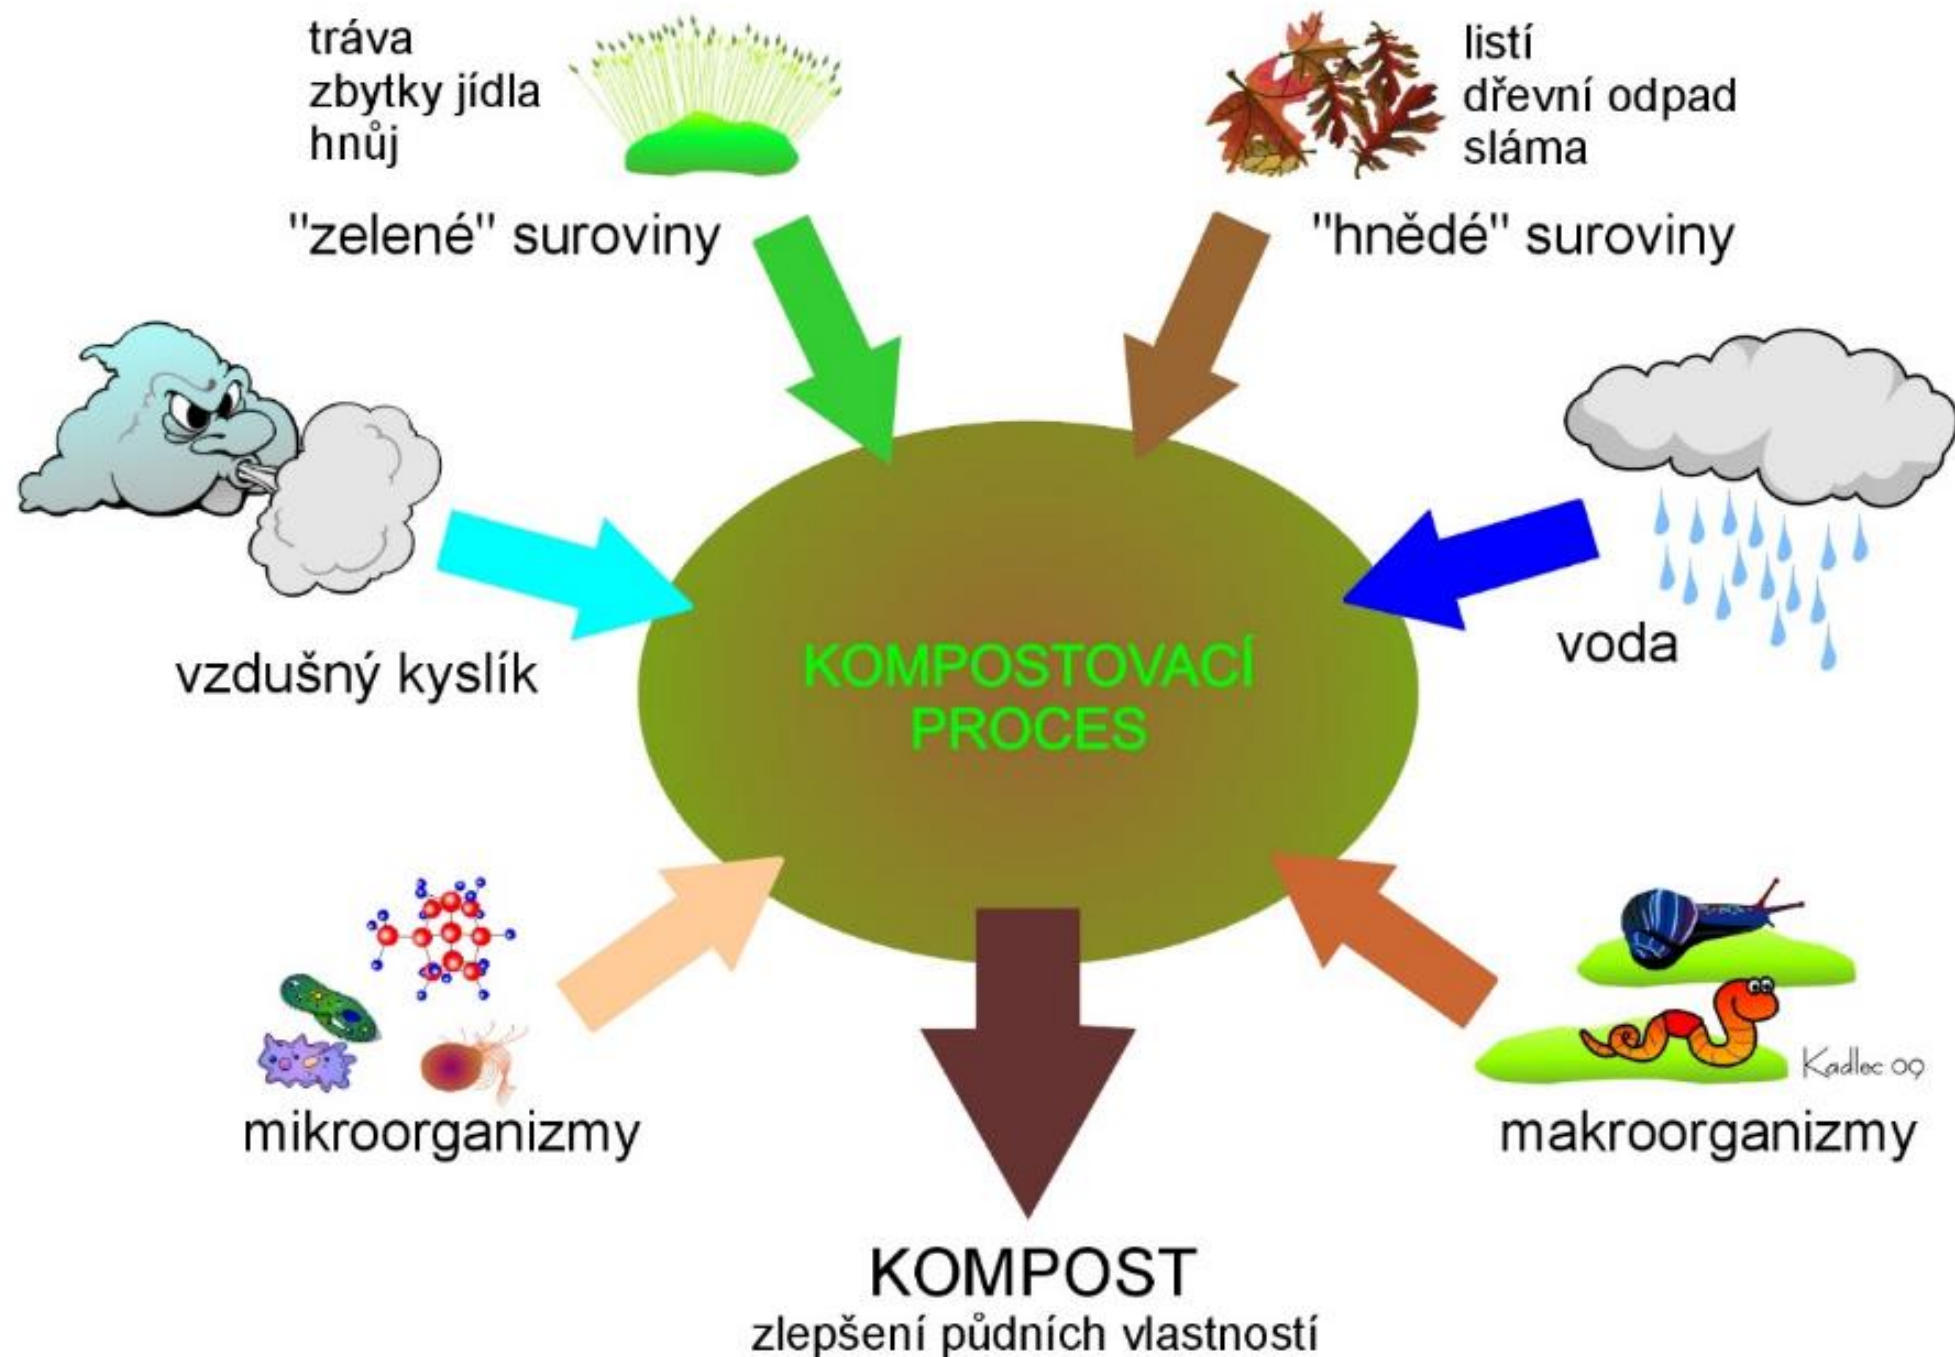 tráva
zbytky jídla
hnůj
"zelené" suroviny
listí
dřevní odpad
sláma
"hnědé" suroviny
vzdušný kyslík
voda
KOMPOSTOVACÍ
PROCES
mikroorganizmy
Kadlec 09
makroorganizmy
KOMPOST
zlepšení půdních vlastností